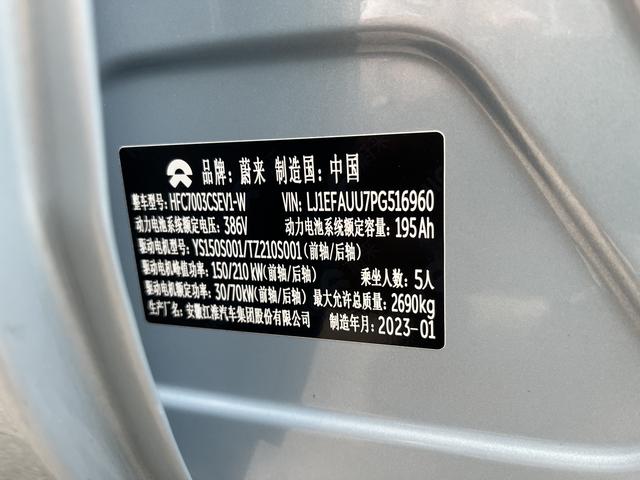 品牌: 蔚来 制造国: 中国
整车型号: HFC7003CSEV1-W VIN: LJ1EFAUU7PG516960
动力电池系统额定电压: 386V 动力电池系统额定容量: 195Ah
驱动电机型号: YS150S001/TZ210S001(前轴/后轴)
驱动电机峰值功率: 150/210kW(前轴/后轴) 乘坐人数: 5人
驱动电机额定功率: 30/70kW(前轴/后轴) 最大允许总质量: 2690kg
生产厂名: 安徽江淮汽车集团股份有限公司 制造年月: 2023-01